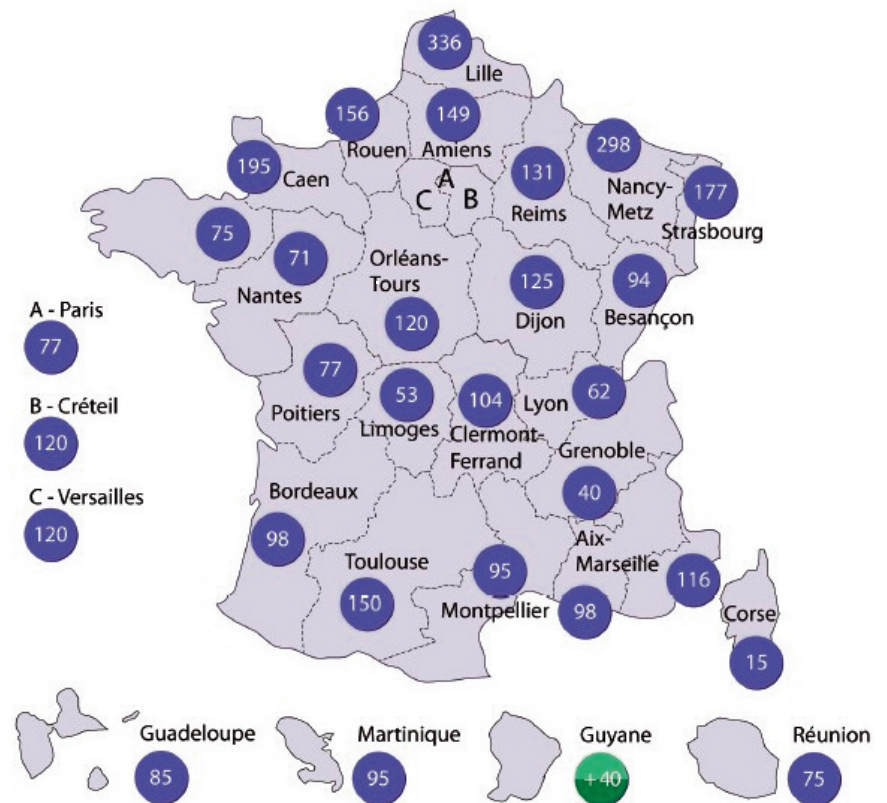 336
Lille
156
149
Rouen
Amiens
298
195
Caen
A
131
C
B
Nancy-
Metz
177
Reims
Strasbourg
75
71
Orléans-
Tours
Nantes
125
94
Dijon
Besançon
120
A - Paris
77
77
Poitiers
53
Limoges
104
Clermont-
Ferrand
Lyon
62
B - Créteil
120
Grenoble
40
C - Versailles
120
Bordeaux
98
Aix-
Marseille
Toulouse
150
95
Montpellier
98
116
Corse
15
Guadeloupe
85
Martinique
95
Guyane
+40
Réunion
75